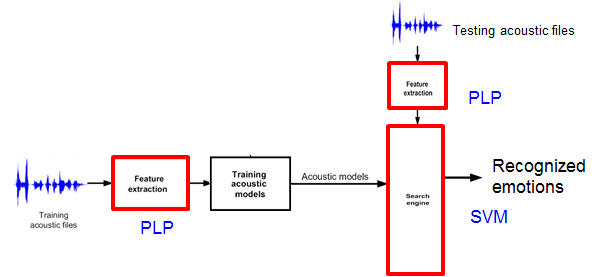 Testing acoustic files
Feature
extraction
PLP
Training
acoustic files
Feature
extraction
PLP
Training
acoustic
models
Acoustic models
Search
engine
Recognized
emotions
SVM